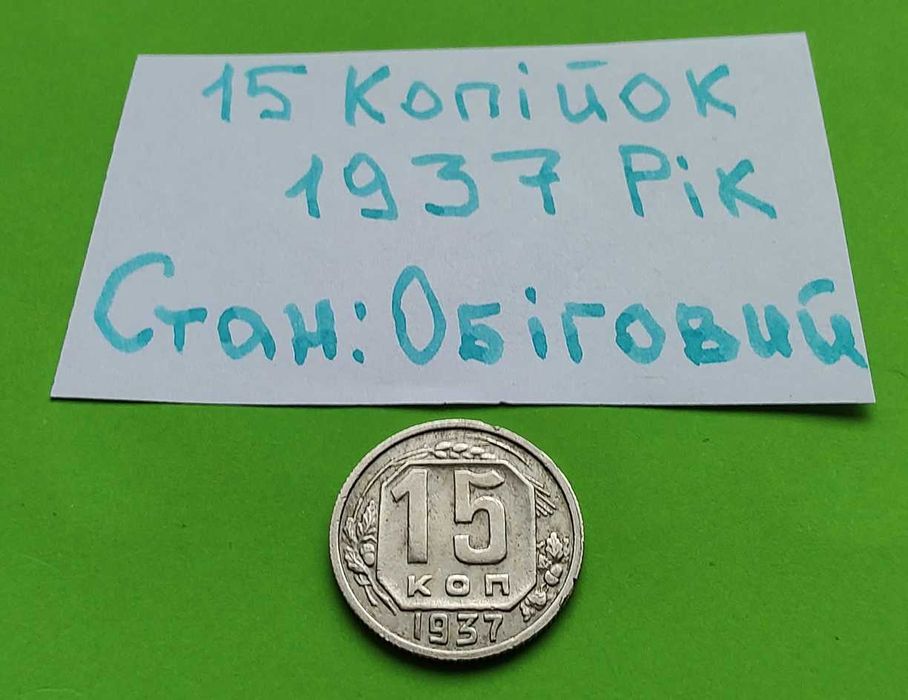 15 Копійок
1937 Рік
Стан: Обіговий
15
КОП
1937